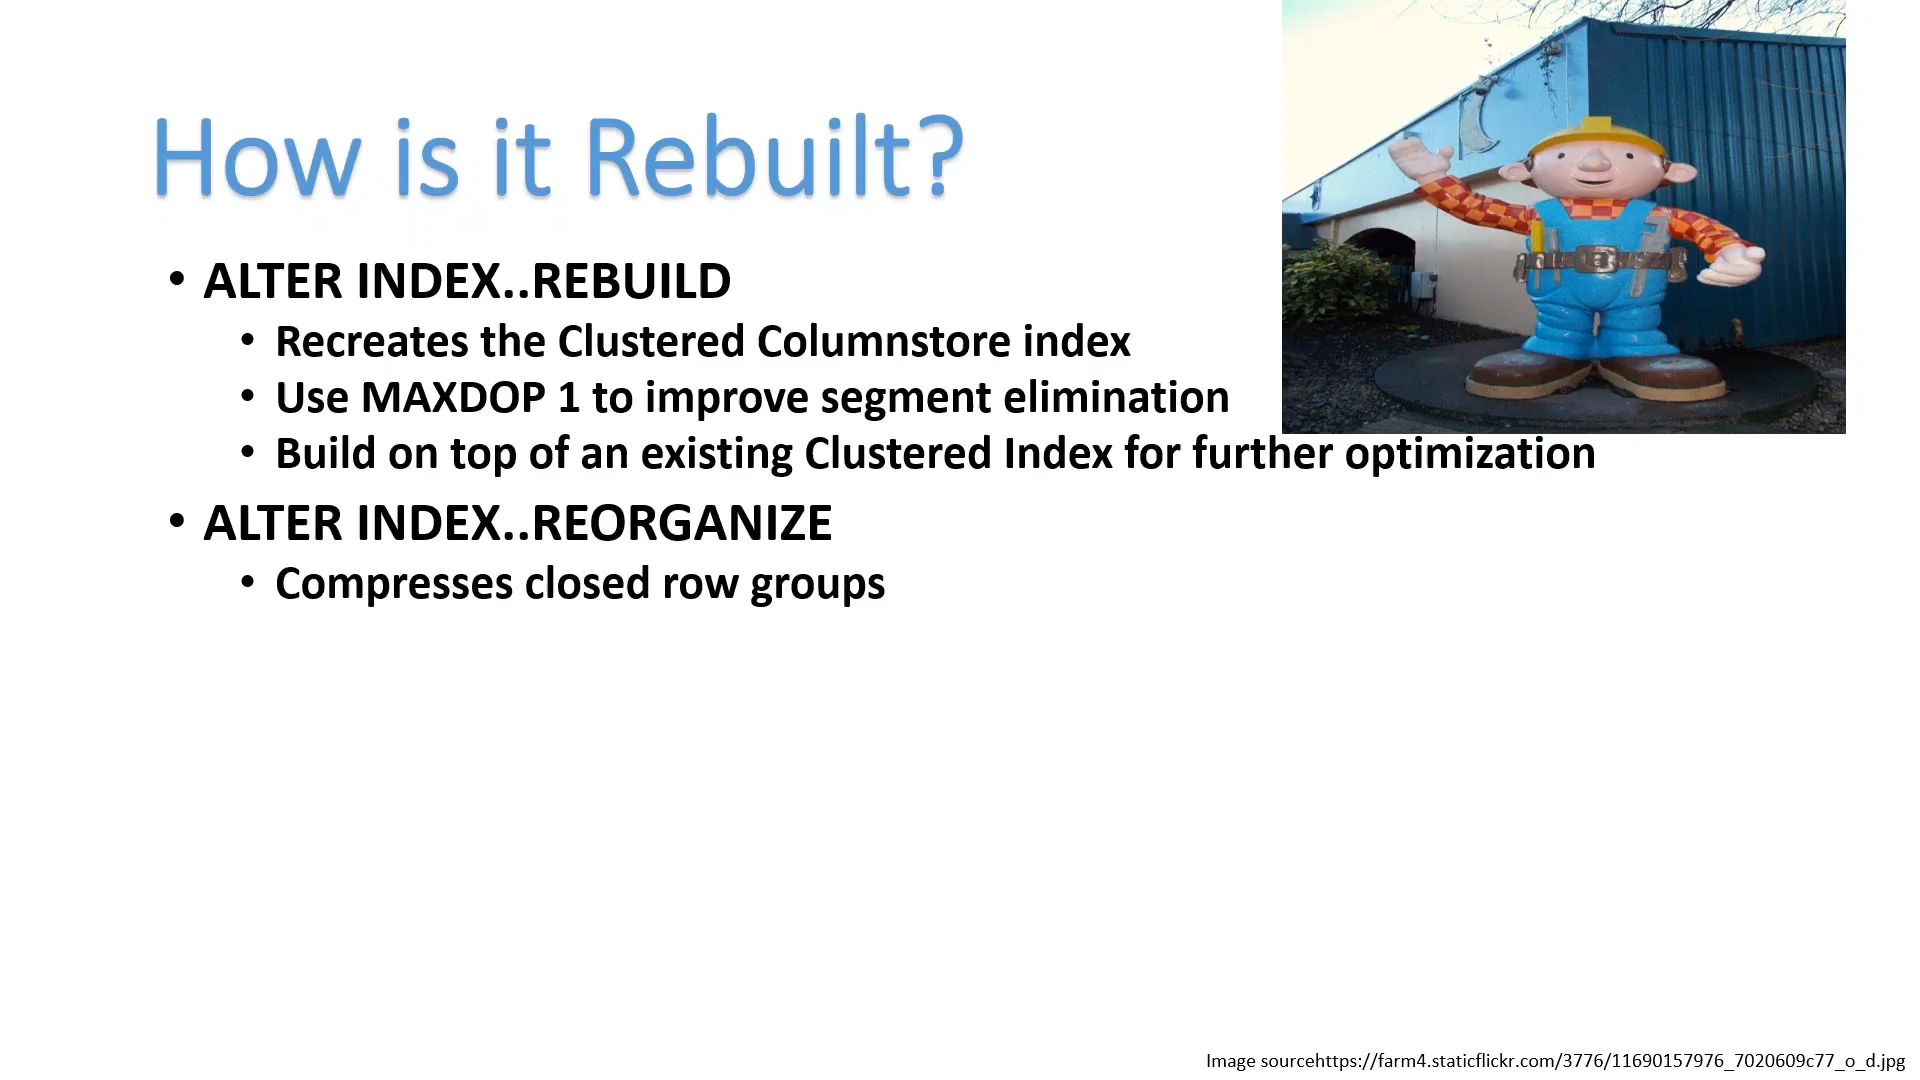 How is it Rebuilt?
• ALTER INDEX..REBUILD
• Recreates the Clustered Columnstore index
• Use MAXDOP 1 to improve segment elimination
• Build on top of an existing Clustered Index for further optimization
• ALTER INDEX..REORGANIZE
• Compresses closed row groups
Image sourcehttps://farm4.staticflickr.com/3776/11690157976_7020609c77_o_d.jpg